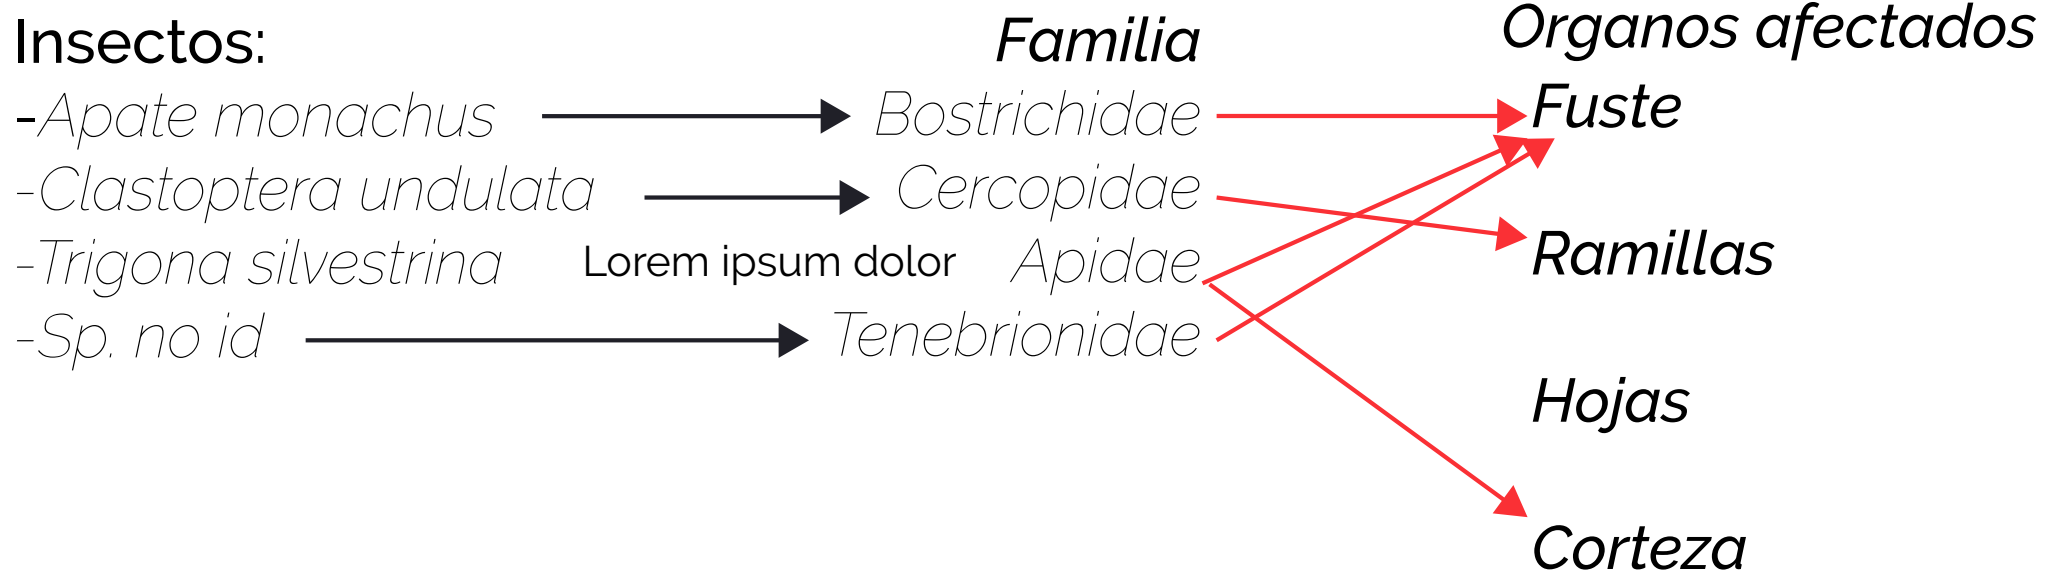 Insectos:
Familia
Organos afectados
-Apate monachus
Bostrichidae
Fuste
-Clastoptera undulata
Cercopidae
Ramillas
-Trigona silvestrina
Lorem ipsum dolor
Apidae
-Sp. no id
Tenebrionidae
Hojas
Corteza